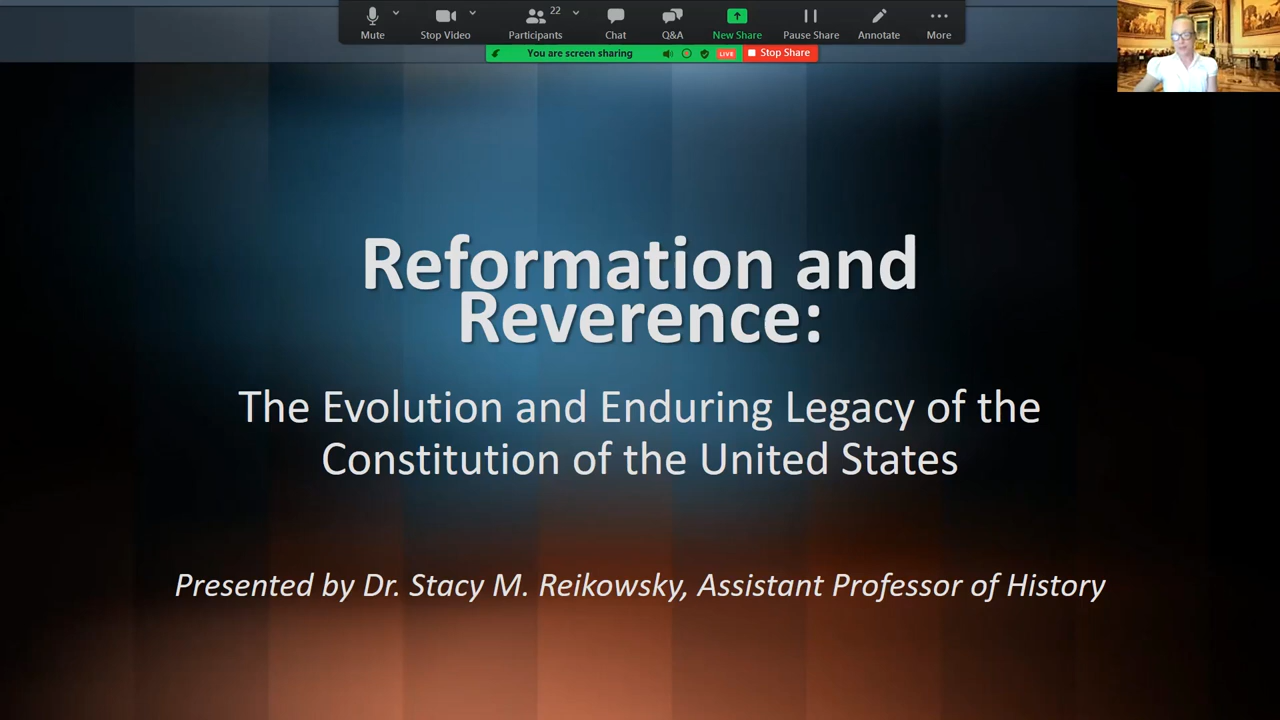 22
Mute
Stop Video
Participants
Chat
Q&A
New Share
Pause Share
Annotate
More
You are screen sharing
LIVE
Stop Share
Reformation and
Reverence:
The Evolution and Enduring Legacy of the
Constitution of the United States
Presented by Dr. Stacy M. Reikowsky, Assistant Professor of History